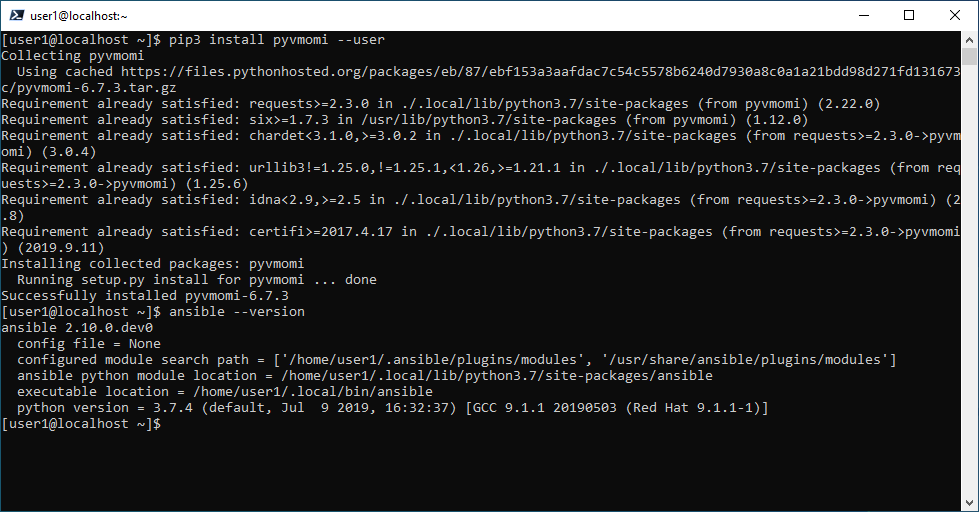 user1@localhost:~
[user1@localhost ~]$ pip3 install pyvmomi --user
Collecting pyvmomi
  Using cached https://files.pythonhosted.org/packages/eb/87/ebf153a3aafdac7c54c5578b6240d7930a8c0a1a21bdd98d271fd131673
c/pyvmomi-6.7.3.tar.gz
Requirement already satisfied: requests>=2.3.0 in ./.local/lib/python3.7/site-packages (from pyvmomi) (2.22.0)
Requirement already satisfied: six>=1.7.3 in /usr/lib/python3.7/site-packages (from pyvmomi) (1.12.0)
Requirement already satisfied: chardet<3.1.0,>=3.0.2 in ./.local/lib/python3.7/site-packages (from requests>=2.3.0->pyvm
omi) (3.0.4)
Requirement already satisfied: urllib3!=1.25.0,!=1.25.1,<1.26,>=1.21.1 in ./.local/lib/python3.7/site-packages (from req
uests>=2.3.0->pyvmomi) (1.25.6)
Requirement already satisfied: idna<2.9,>=2.5 in ./.local/lib/python3.7/site-packages (from requests>=2.3.0->pyvmomi) (2
.8)
Requirement already satisfied: certifi>=2017.4.17 in ./.local/lib/python3.7/site-packages (from requests>=2.3.0->pyvmomi
) (2019.9.11)
Installing collected packages: pyvmomi
  Running setup.py install for pyvmomi ... done
Successfully installed pyvmomi-6.7.3
[user1@localhost ~]$ ansible --version
ansible 2.10.0.dev0
  config file = None
  configured module search path = ['/home/user1/.ansible/plugins/modules', '/usr/share/ansible/plugins/modules']
  ansible python module location = /home/user1/.local/lib/python3.7/site-packages/ansible
  executable location = /home/user1/.local/bin/ansible
  python version = 3.7.4 (default, Jul  9 2019, 16:32:37) [GCC 9.1.1 20190503 (Red Hat 9.1.1-1)]
[user1@localhost ~]$